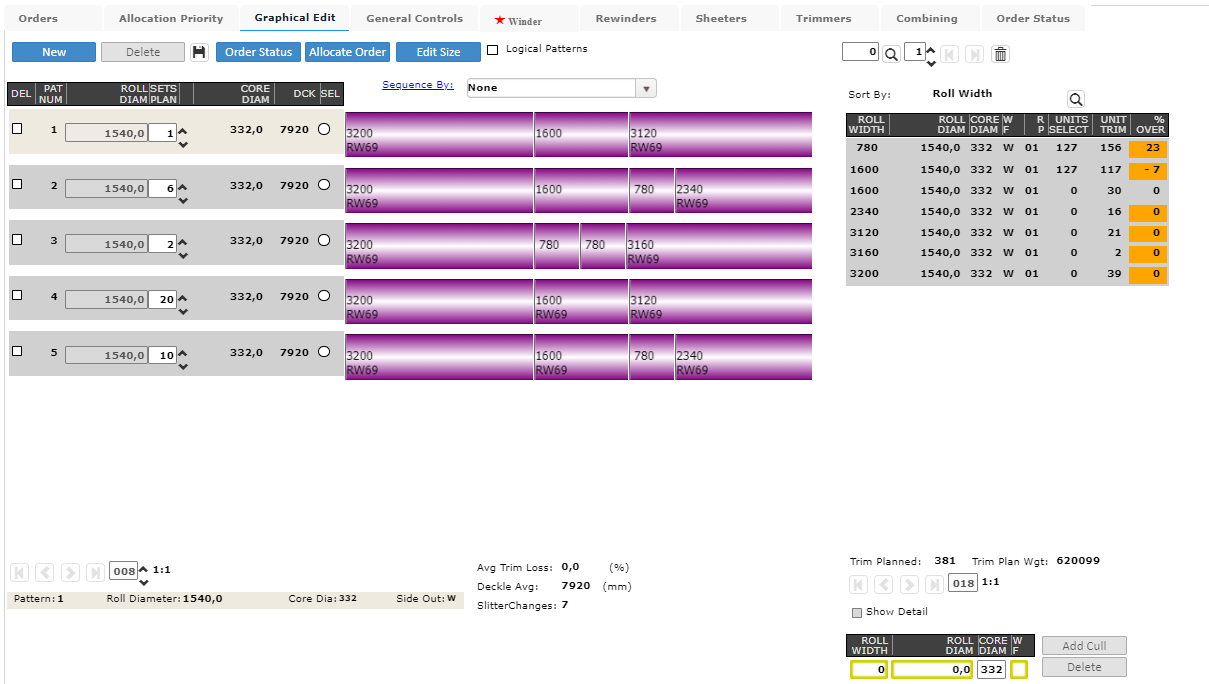 Orders Allocation Priority Graphical Edit General Controls Winder Rewinders Sheeters Trimmers Combining Order Status
New Delete Order Status Allocate Order Edit Size Logical Patterns 0 1
Sequence By: None
Sort By: Roll Width
DEL PAT NUM ROLL DIAM SETS PLAN CORE DIAM DCK SEL
1 1540,0 1 332,0 7920
3200 RW69 1600 3120 RW69
2 1540,0 6 332,0 7920
3200 RW69 1600 780 2340 RW69
3 1540,0 2 332,0 7920
3200 RW69 780 780 3160 RW69
4 1540,0 20 332,0 7920
3200 RW69 1600 RW69 3120 RW69
5 1540,0 10 332,0 7920
3200 RW69 1600 RW69 780 2340 RW69
ROLL WIDTH ROLL DIAM CORE DIAM W F R P UNITS SELECT UNIT TRIM % OVER
780 1540,0 332 W 01 127 156 23
1600 1540,0 332 W 01 127 117 - 7
1600 1540,0 332 W 01 0 30 0
2340 1540,0 332 W 01 0 16 0
3120 1540,0 332 W 01 0 21 0
3160 1540,0 332 W 01 0 2 0
3200 1540,0 332 W 01 0 39 0
008 1:1
Pattern: 1 Roll Diameter: 1540,0 Core Dia: 332 Side Out: W
Avg Trim Loss: 0,0 (%)
Deckle Avg: 7920 (mm)
SlitterChanges: 7
Trim Planned: 381 Trim Plan Wgt: 620099
018 1:1
Show Detail
ROLL WIDTH ROLL DIAM CORE DIAM W F
0 0,0 332
Add Cull
Delete